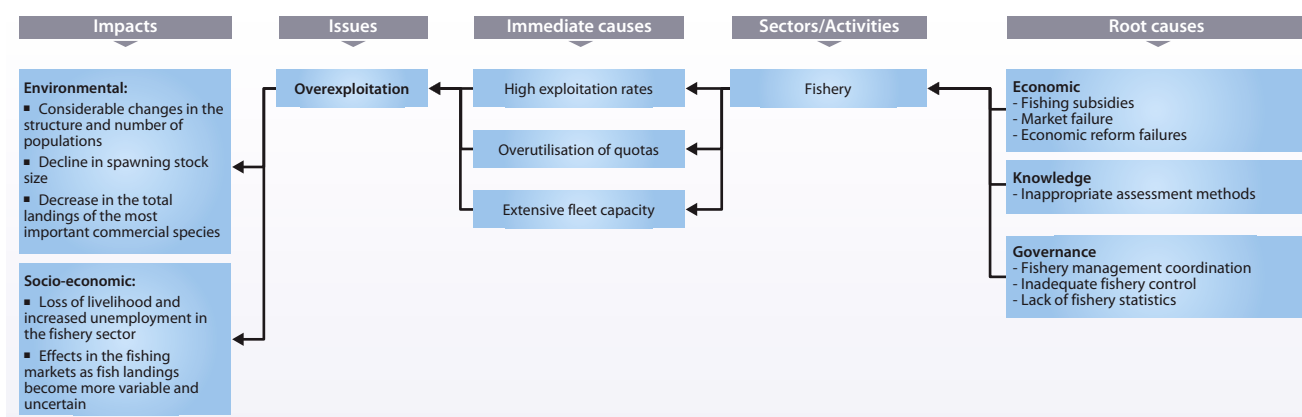 Impacts
Issues
Immediate causes
Sectors/Activities
Root causes
Environmental:
▪ Considerable changes in the
structure and number of
populations
▪ Decline in spawning stock
size
▪ Decrease in the total
landings of the most
important commercial species
Socio-economic:
▪ Loss of livelihood and
increased unemployment in
the fishery sector
▪ Effects in the fishing
markets as fish landings
become more variable and
uncertain
Overexploitation
High exploitation rates
Overutilisation of quotas
Extensive fleet capacity
Fishery
Economic
- Fishing subsidies
- Market failure
- Economic reform failures
Knowledge
- Inappropriate assessment methods
Governance
- Fishery management coordination
- Inadequate fishery control
- Lack of fishery statistics